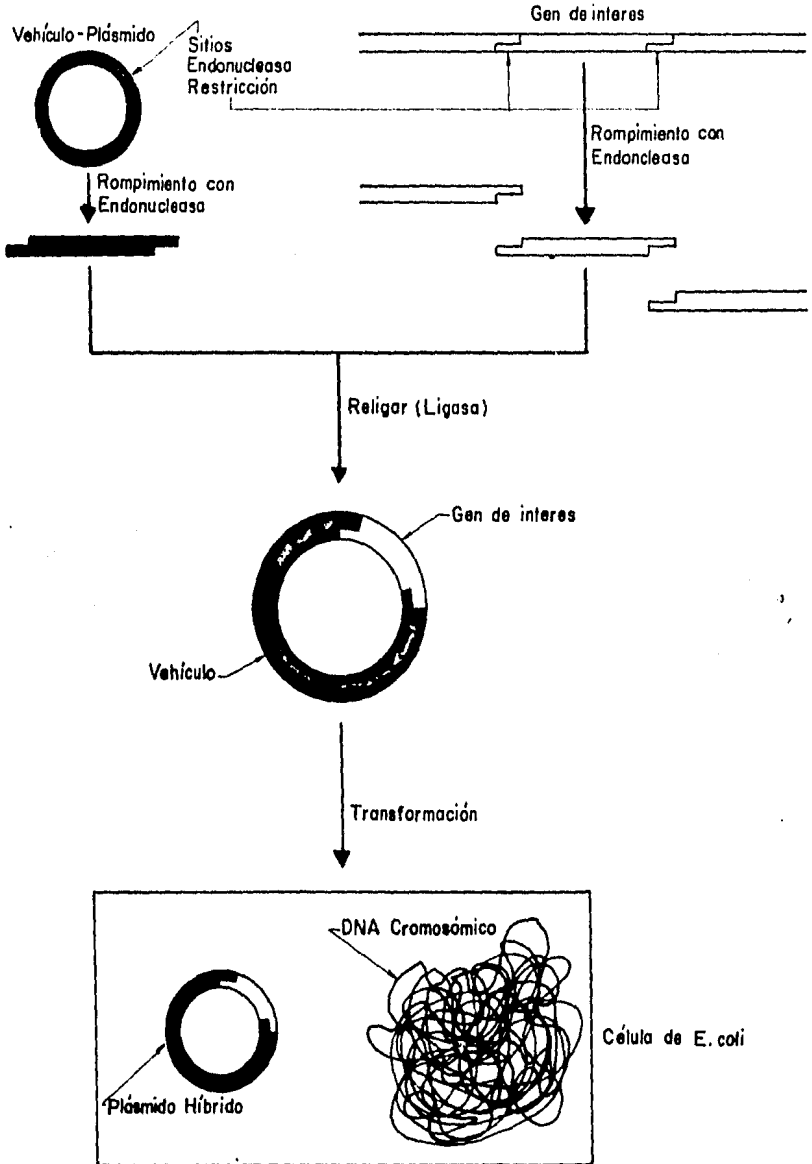 Gen de interes
Vehículo-Plásmido
Sitios
Endonucleasa
Restricción
Rompimiento con
Endoncleasa
Rompimiento con
Endonucleasa
Religar (Ligasa)
Gen de interes
Vehículo
Transformación
DNA Cromosómico
Célula de E. coli
Plásmido Híbrido